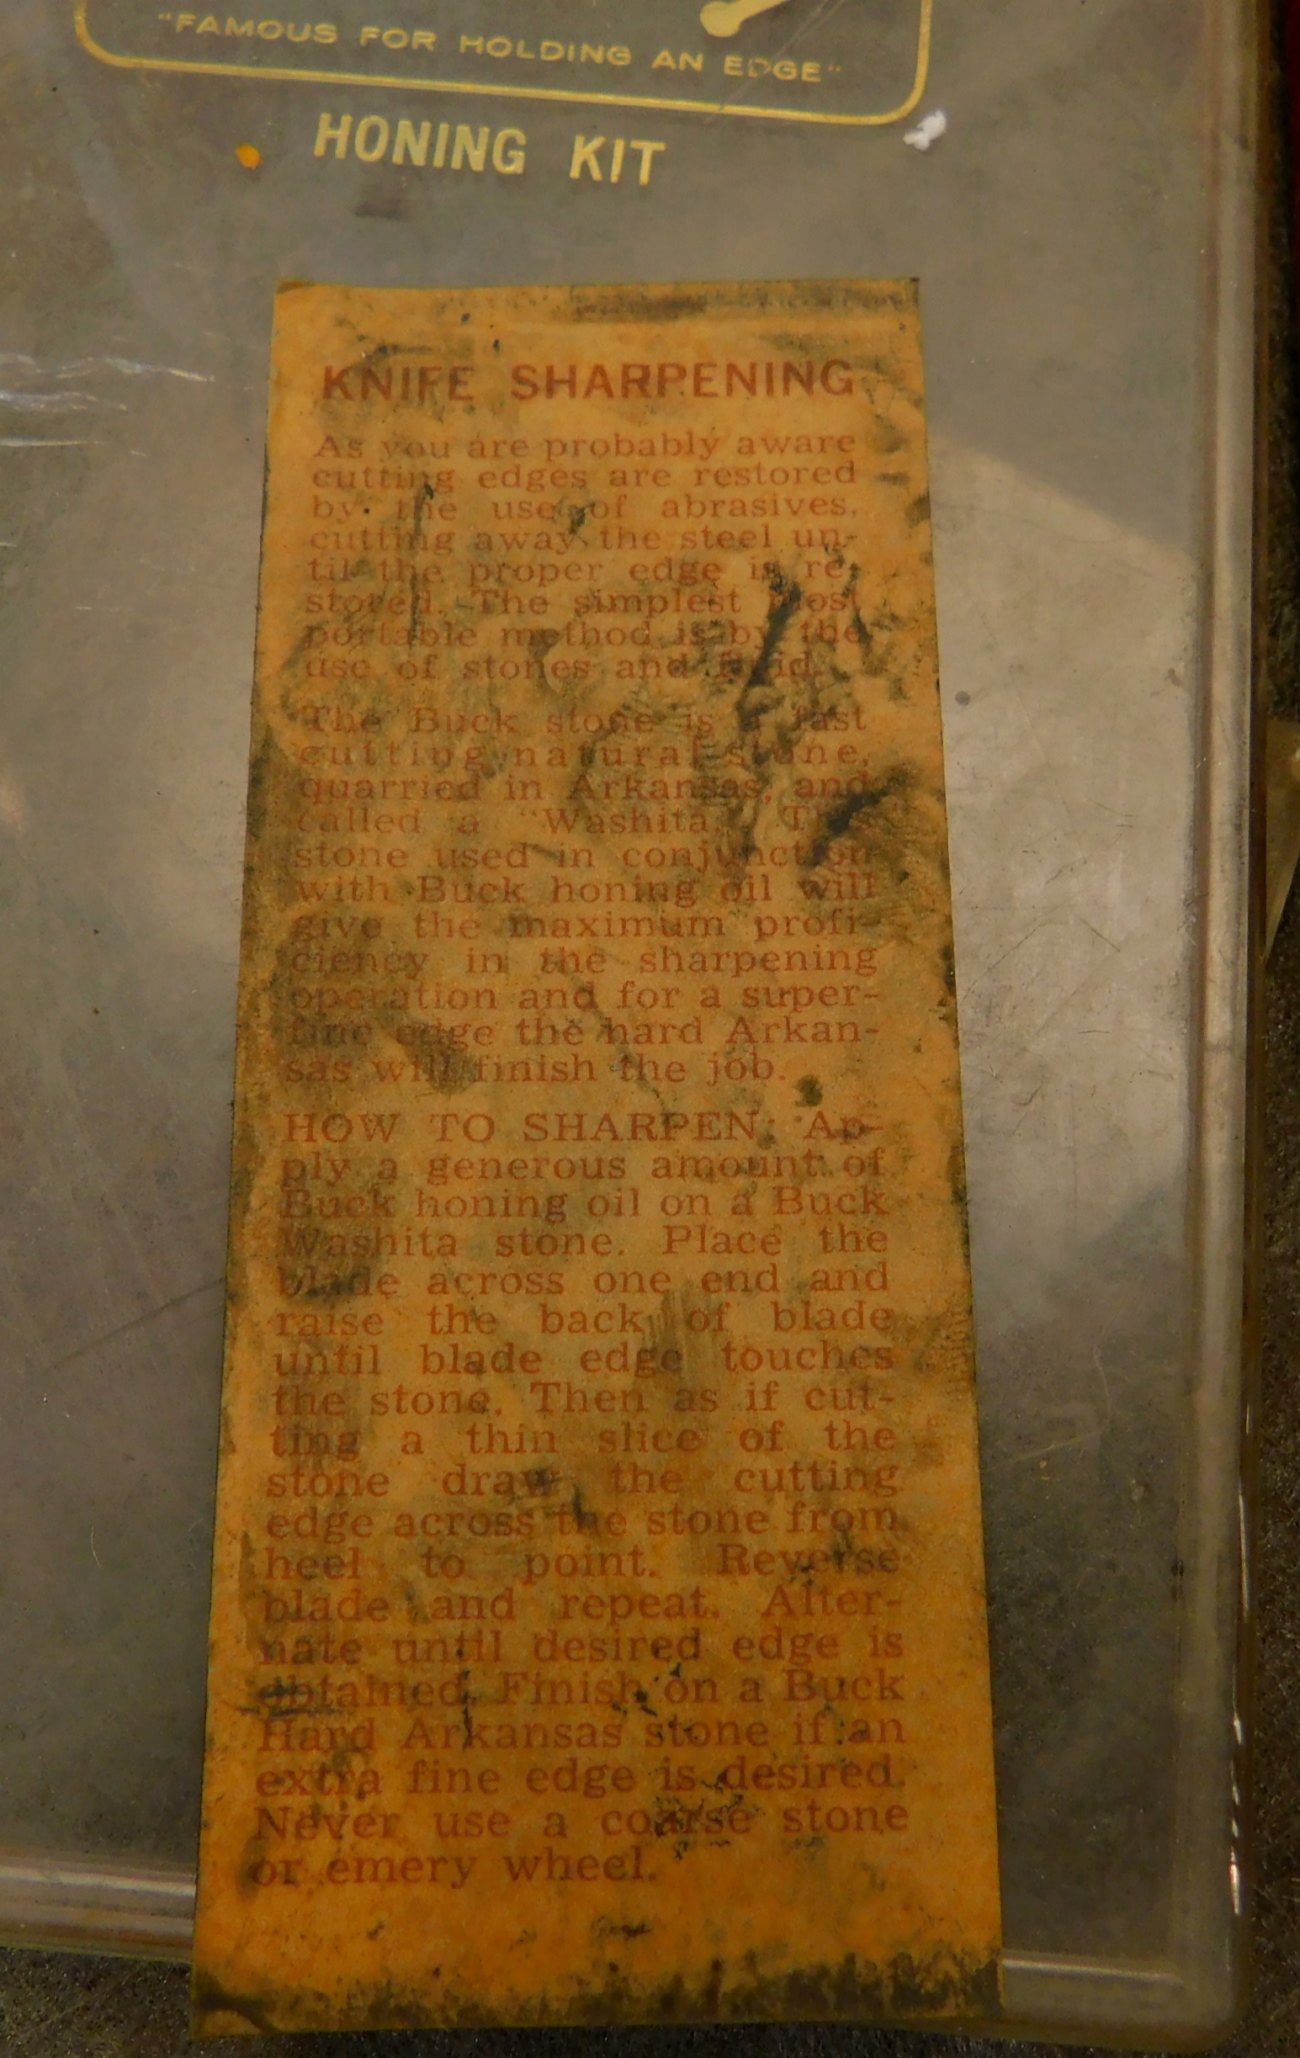 "FAMOUS FOR HOLDING AN EDGE"
HONING KIT
KNIFE SHARPENING
As you are probably aware
cutting edges are restored
by the use of abrasives,
cutting away the steel un-
til the proper edge is re-
stored. The simplest most
portable method is by the
use of stones and fluid.
The Buck stone is a fast
cutting natural stone,
quarried in Arkansas, and
called a "Washita." This
stone used in conjunction
with Buck honing oil will
give the maximum profi-
ciency in the sharpening
operation and for a super-
fine edge the hard Arkan-
sas will finish the job.
HOW TO SHARPEN: Ap-
ply a generous amount of
Buck honing oil on a Buck
Washita stone. Place the
blade across one end and
raise the back of blade
until blade edge touches
the stone. Then as if cut-
ting a thin slice of the
stone draw the cutting
edge across the stone from
heel to point. Reverse
blade and repeat. Alter-
nate until desired edge is
obtained. Finish on a Buck
Hard Arkansas stone if an
extra fine edge is desired.
Never use a coarse stone
or emery wheel.